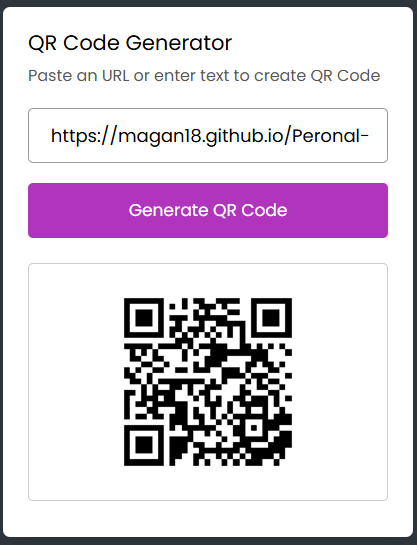 QR Code Generator
Paste an URL or enter text to create QR Code
https://magan18.github.io/Peronal-
Generate QR Code